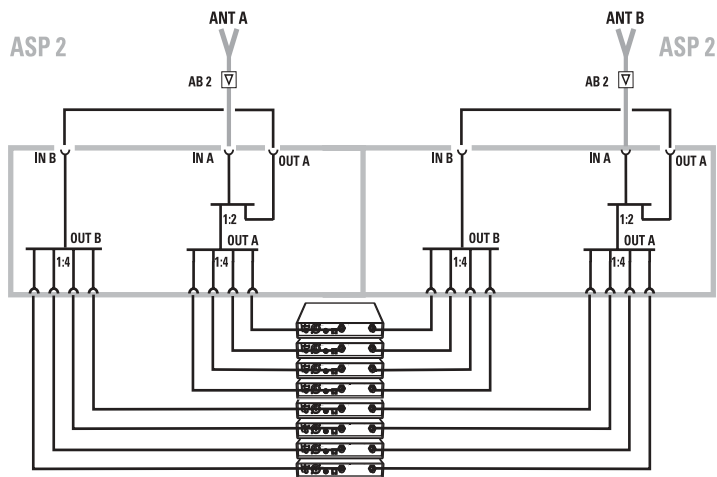 ANT A
ANT B
ASP 2
ASP 2
AB 2
AB 2
IN B
IN A
OUT A
IN B
IN A
OUT A
1:2
1:2
OUT B
OUT A
OUT B
OUT A
1:4
1:4
1:4
1:4